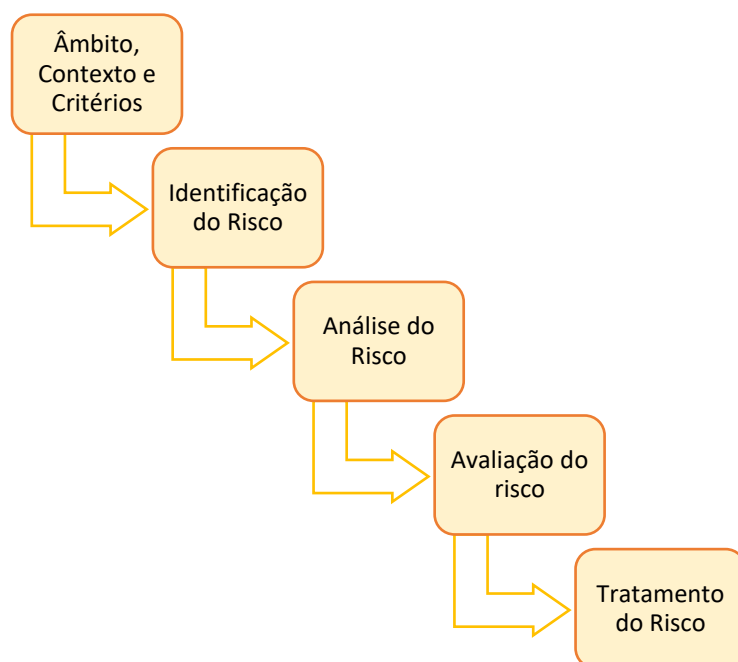 Âmbito,
Contexto e
Critérios
Identificação
do Risco
Análise do
Risco
Avaliação do
risco
Tratamento
do Risco